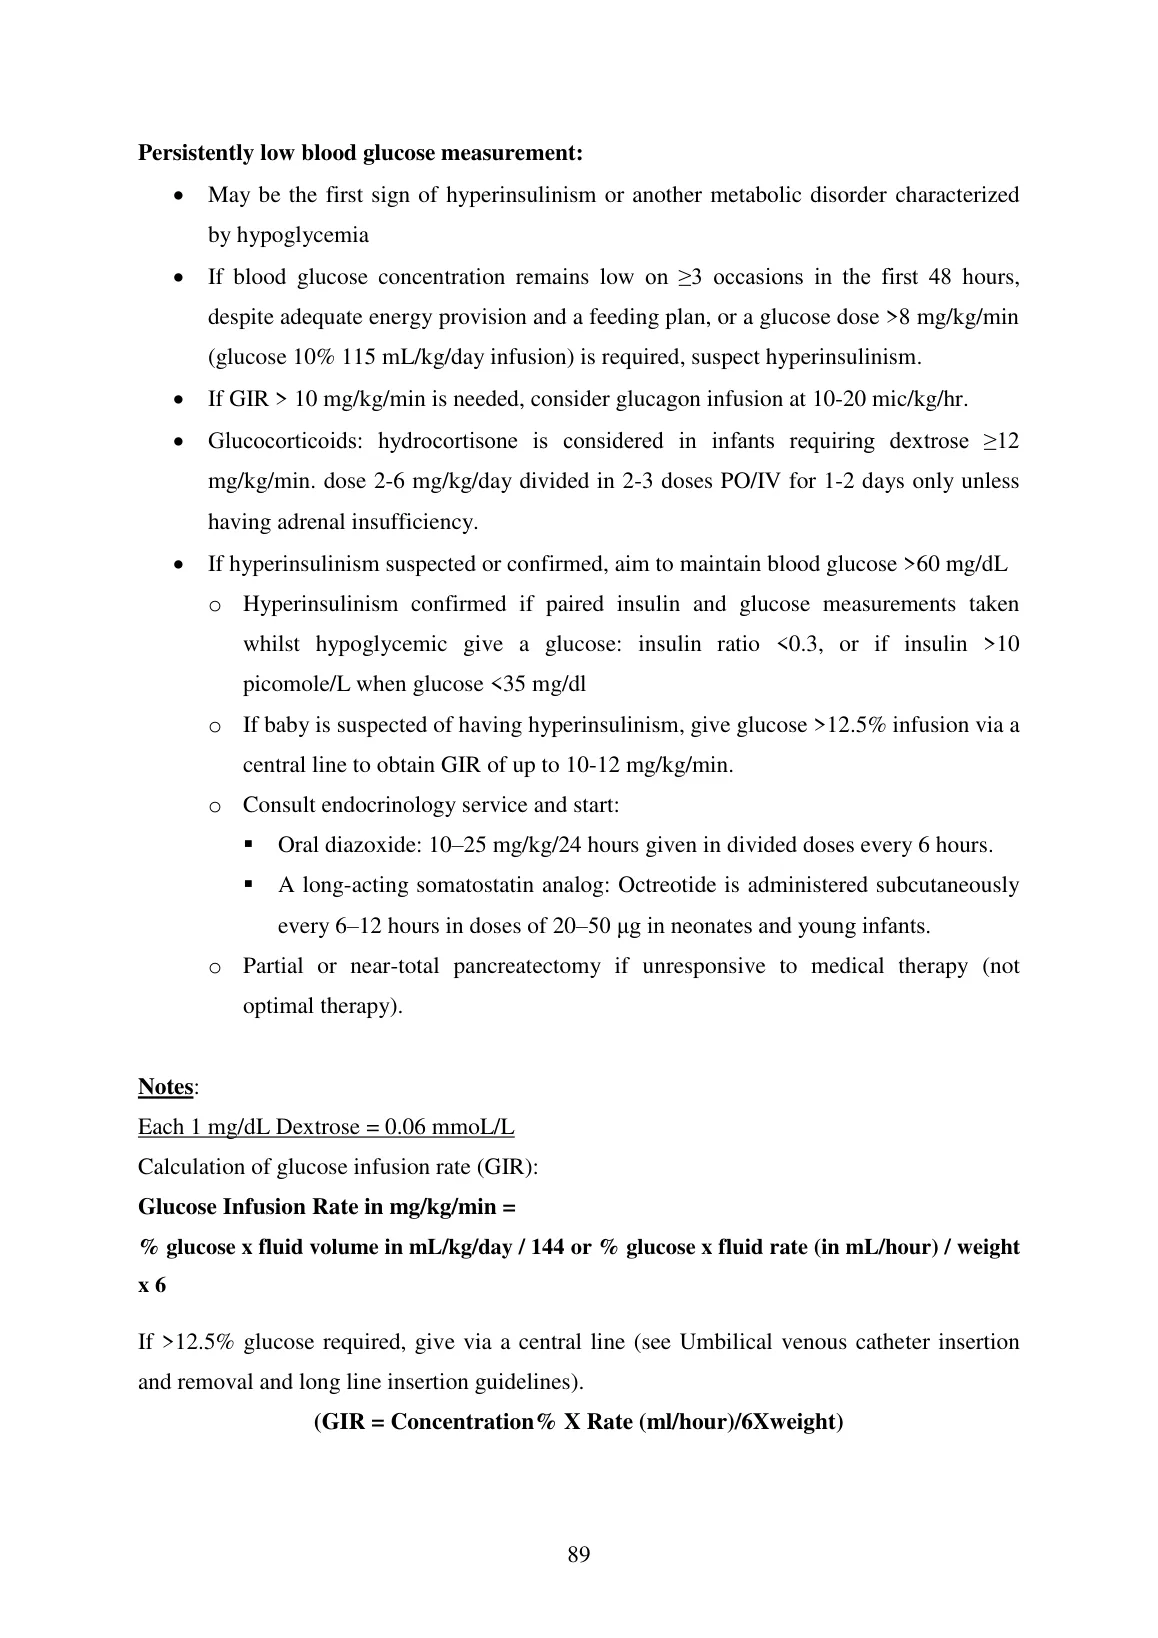 Persistently low blood glucose measurement:
• May be the first sign of hyperinsulinism or another metabolic disorder characterized
by hypoglycemia
• If blood glucose concentration remains low on ≥3 occasions in the first 48 hours,
despite adequate energy provision and a feeding plan, or a glucose dose >8 mg/kg/min
(glucose 10% 115 mL/kg/day infusion) is required, suspect hyperinsulinism.
• If GIR > 10 mg/kg/min is needed, consider glucagon infusion at 10-20 mic/kg/hr.
• Glucocorticoids: hydrocortisone is considered in infants requiring dextrose ≥12
mg/kg/min. dose 2-6 mg/kg/day divided in 2-3 doses PO/IV for 1-2 days only unless
having adrenal insufficiency.
• If hyperinsulinism suspected or confirmed, aim to maintain blood glucose >60 mg/dL
o Hyperinsulinism confirmed if paired insulin and glucose measurements taken
whilst hypoglycemic give a glucose: insulin ratio <0.3, or if insulin >10
picomole/L when glucose <35 mg/dl
o If baby is suspected of having hyperinsulinism, give glucose >12.5% infusion via a
central line to obtain GIR of up to 10-12 mg/kg/min.
o Consult endocrinology service and start:
▪ Oral diazoxide: 10–25 mg/kg/24 hours given in divided doses every 6 hours.
▪ A long-acting somatostatin analog: Octreotide is administered subcutaneously
every 6–12 hours in doses of 20–50 μg in neonates and young infants.
o Partial or near-total pancreatectomy if unresponsive to medical therapy (not
optimal therapy).
Notes:
Each 1 mg/dL Dextrose = 0.06 mmoL/L
Calculation of glucose infusion rate (GIR):
Glucose Infusion Rate in mg/kg/min =
% glucose x fluid volume in mL/kg/day / 144 or % glucose x fluid rate (in mL/hour) / weight
x 6
If >12.5% glucose required, give via a central line (see Umbilical venous catheter insertion
and removal and long line insertion guidelines).
(GIR = Concentration% X Rate (ml/hour)/6Xweight)
89